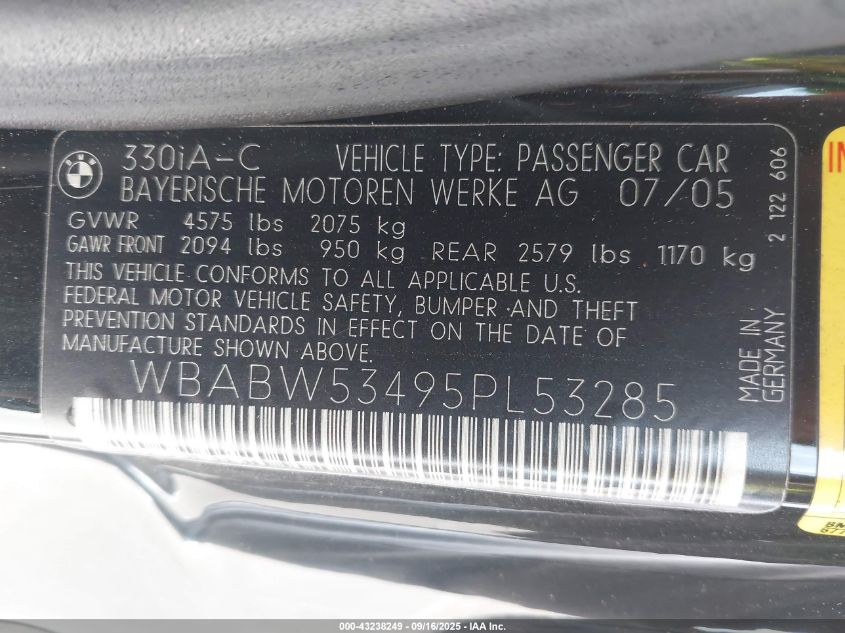 BMW
330iA-C VEHICLE TYPE: PASSENGER CAR
BAYERISCHE MOTOREN WERKE AG 07/05
GVWR 4575 lbs 2075 kg
GAWR FRONT 2094 lbs 950 kg REAR 2579 lbs 1170 kg
THIS VEHICLE CONFORMS TO ALL APPLICABLE U.S.
FEDERAL MOTOR VEHICLE SAFETY, BUMPER AND THEFT
PREVENTION STANDARDS IN EFFECT ON THE DATE OF
MANUFACTURE SHOWN ABOVE.
WBABW53495PL53285
2 122 606
MADE IN
GERMANY
000-43238249 - 09/16/2025 - IAA Inc.